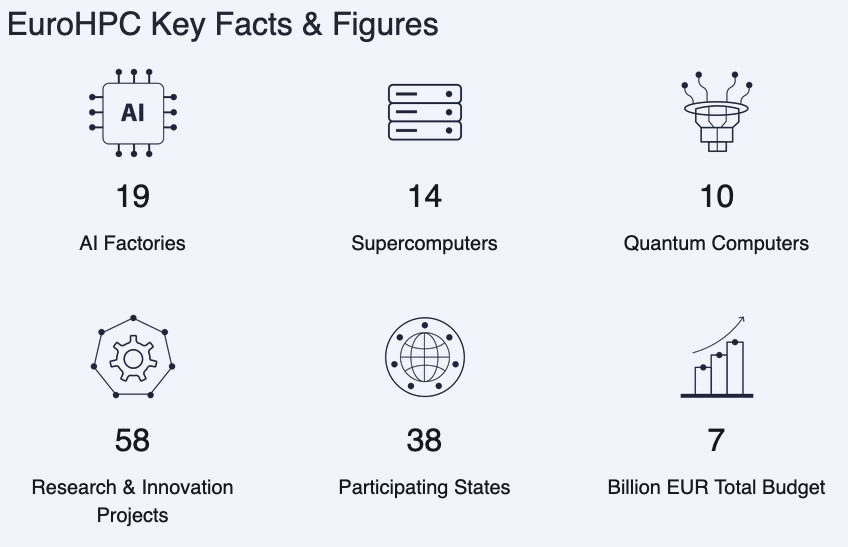 EuroHPC Key Facts & Figures
AI
19
AI Factories
14
Supercomputers
10
Quantum Computers
58
Research & Innovation
Projects
38
Participating States
7
Billion EUR Total Budget